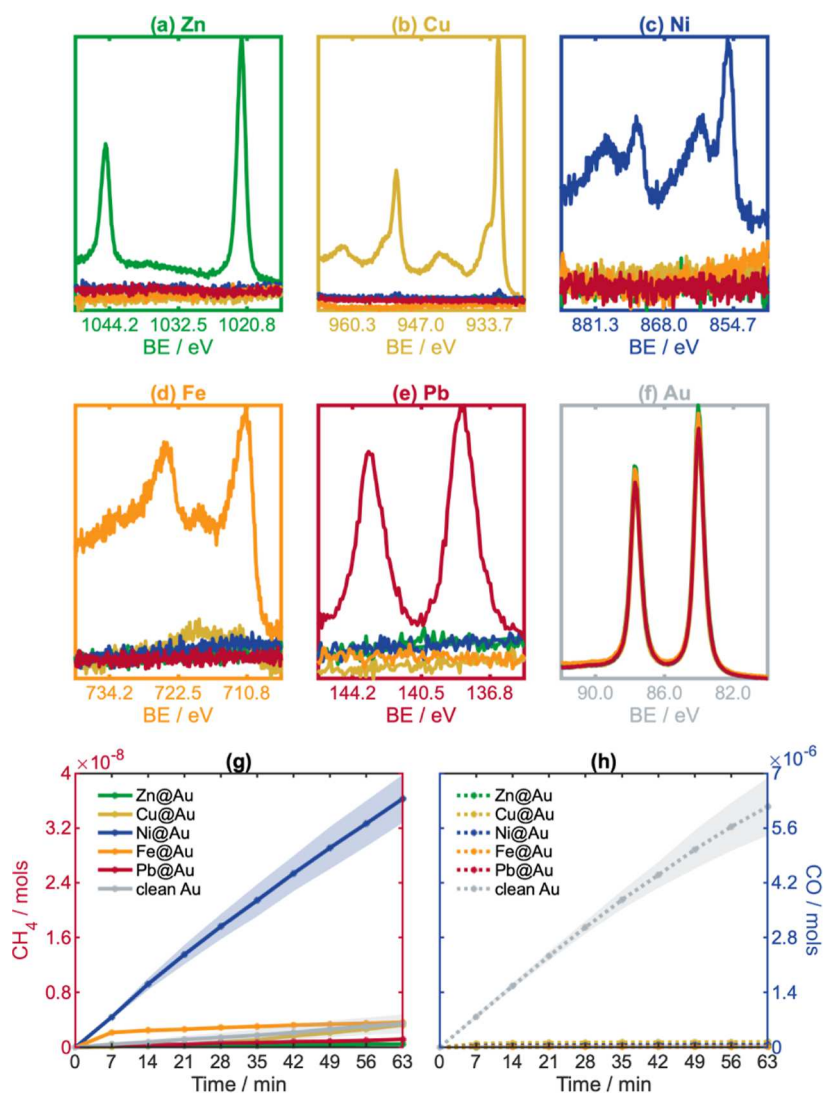 (a) Zn
(b) Cu
(c) Ni
1044.2 1032.5 1020.8
960.3 947.0 933.7
881.3 868.0 854.7
BE / eV
BE / eV
BE / eV
(d) Fe
(e) Pb
(f) Au
734.2 722.5 710.8
144.2 140.5 136.8
90.0 86.0 82.0
BE / eV
BE / eV
BE / eV
(g)
×10⁻⁸
4
3.2
2.4
1.6
0.8
0
CH₄ / mols
Zn@Au
Cu@Au
Ni@Au
Fe@Au
Pb@Au
clean Au
0 7 14 21 28 35 42 49 56 63
Time / min
(h)
×10⁻⁶
7
5.6
4.2
2.8
1.4
0
CO / mols
Zn@Au
Cu@Au
Ni@Au
Fe@Au
Pb@Au
clean Au
0 7 14 21 28 35 42 49 56 63
Time / min